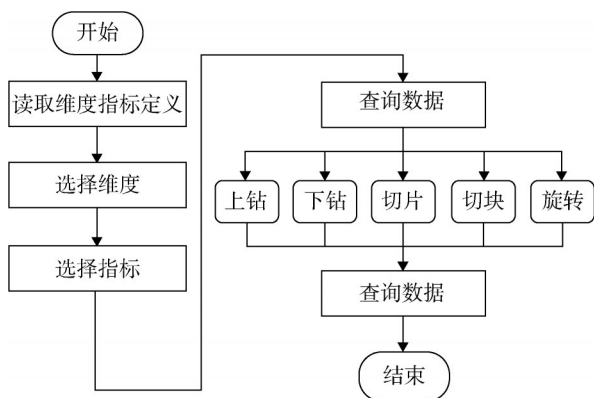 开始
读取维度指标定义
选择维度
选择指标
查询数据
上钻
下钻
切片
切块
旋转
查询数据
结束